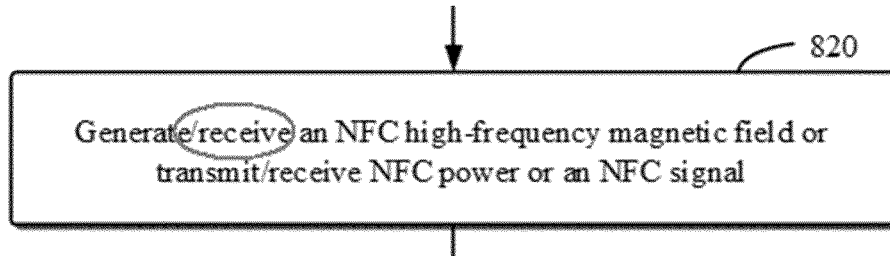 820
Generate/receive an NFC high-frequency magnetic field or
transmit/receive NFC power or an NFC signal